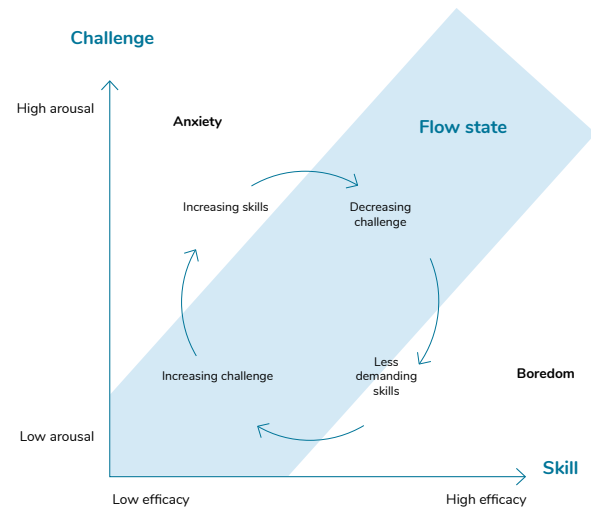 Challenge
High arousal
Anxiety
Flow state
Increasing skills
Decreasing
challenge
Increasing challenge
Less
demanding
skills
Boredom
Low arousal
Skill
Low efficacy
High efficacy